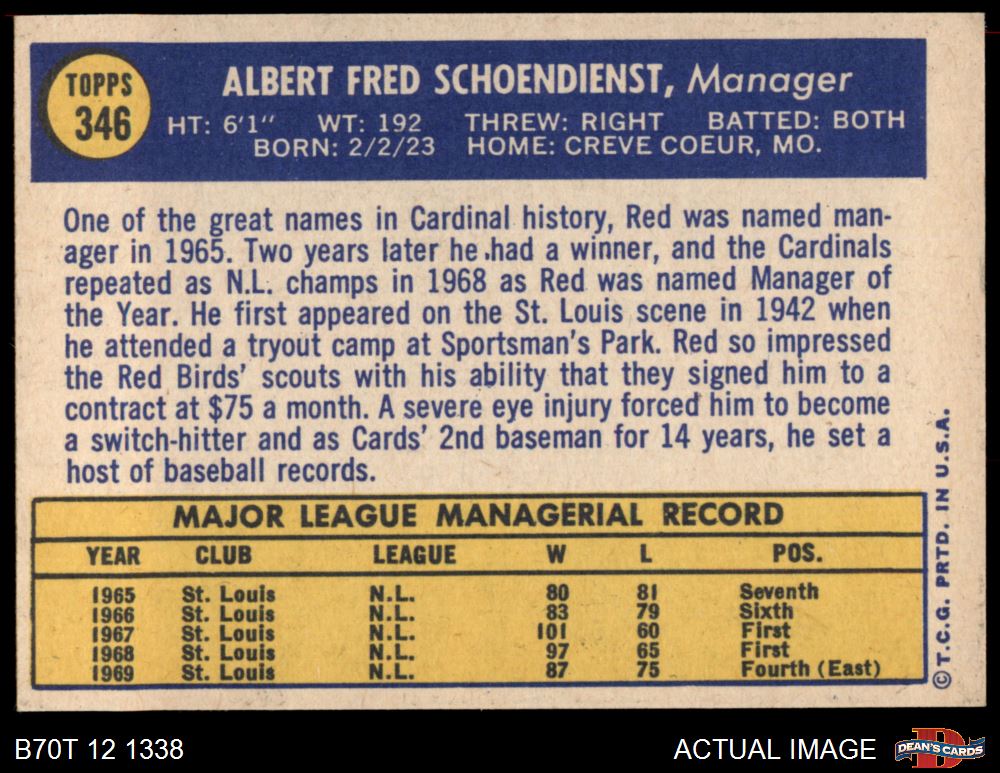 TOPPS
346
ALBERT FRED SCHOENDIENST, Manager
HT: 6'1" WT: 192 THREW: RIGHT BATTED: BOTH
BORN: 2/2/23 HOME: CREVE COEUR, MO.
One of the great names in Cardinal history, Red was named man-
ager in 1965. Two years later he had a winner, and the Cardinals
repeated as N.L. champs in 1968 as Red was named Manager of
the Year. He first appeared on the St. Louis scene in 1942 when
he attended a tryout camp at Sportsman's Park. Red so impressed
the Red Birds' scouts with his ability that they signed him to a
contract at $75 a month. A severe eye injury forced him to become
a switch-hitter and as Cards' 2nd baseman for 14 years, he set a
host of baseball records.
MAJOR LEAGUE MANAGERIAL RECORD
YEAR CLUB LEAGUE W L POS.
1965 St. Louis N.L. 80 81 Seventh
1966 St. Louis N.L. 83 79 Sixth
1967 St. Louis N.L. 101 60 First
1968 St. Louis N.L. 97 65 First
1969 St. Louis N.L. 87 75 Fourth (East)
© T.C.G. PRTD. IN U.S.A.
B70T 12 1338
ACTUAL IMAGE
D
DEAN'S CARDS